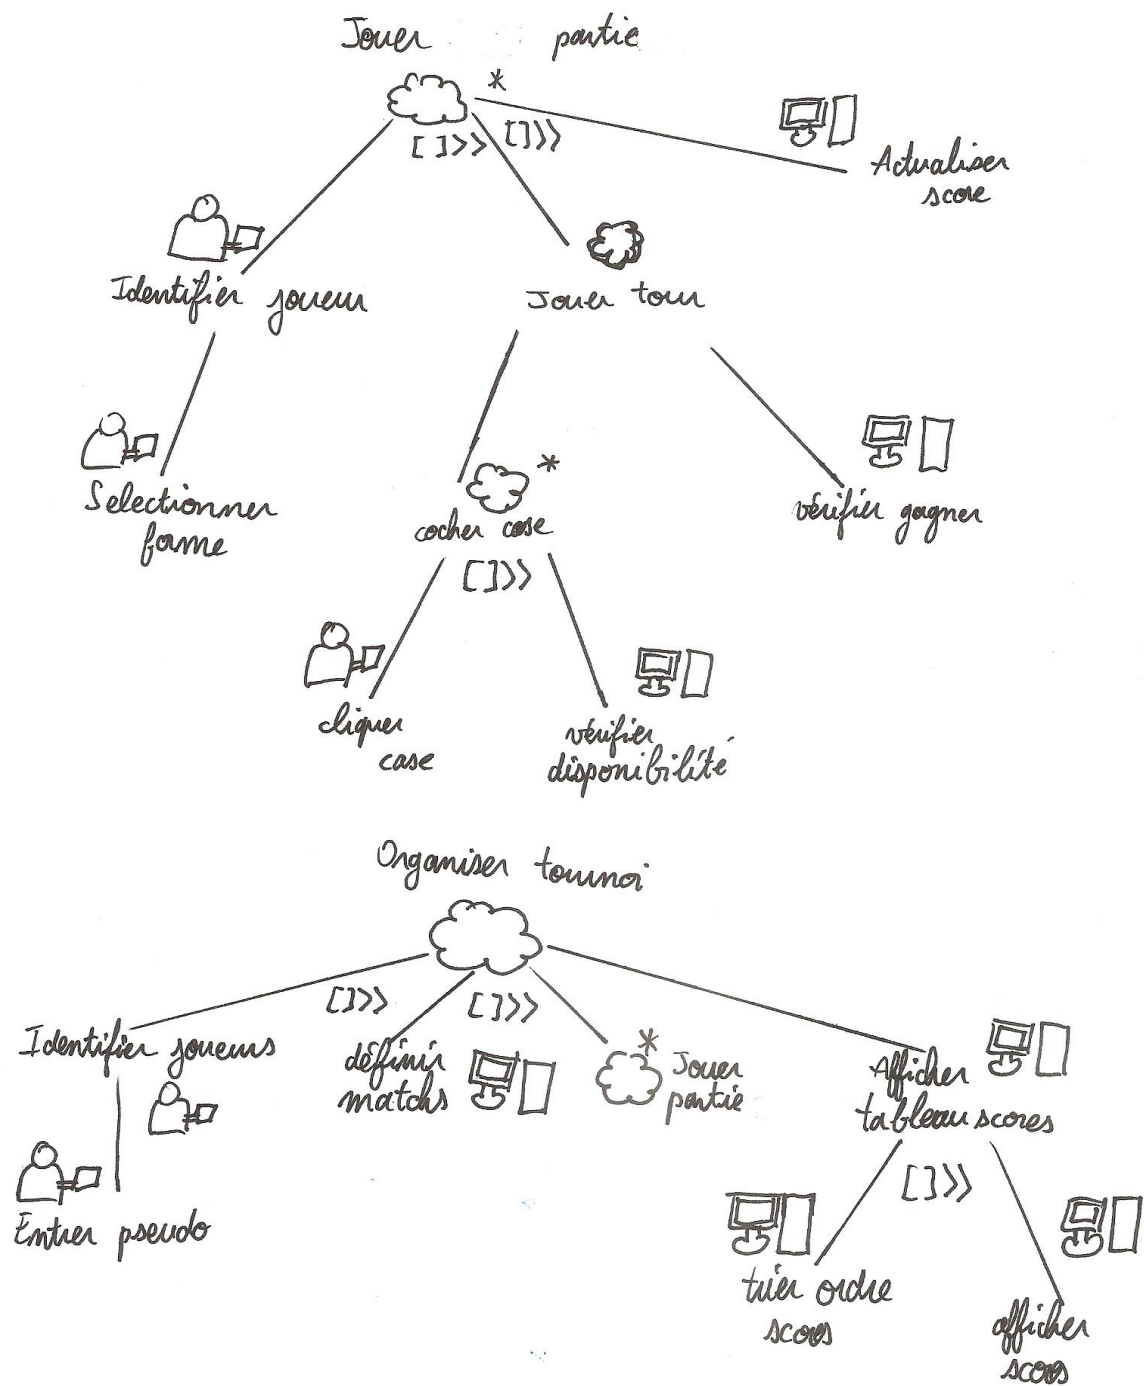 Jouer partie
*
[]>> []>>
Actualiser
score
Identifier joueur
Jouer tour
Selectionner
forme
*
cocher case
vérifier gagner
[]>>
cliquer
case
vérifier
disponibilité
Organiser tournoi
[]>> []>>
Identifier joueurs
définir
matchs
*
Jouer
partie
Afficher
tableau scores
[]>>
Entrer pseudo
trier ordre
scores
afficher
scores